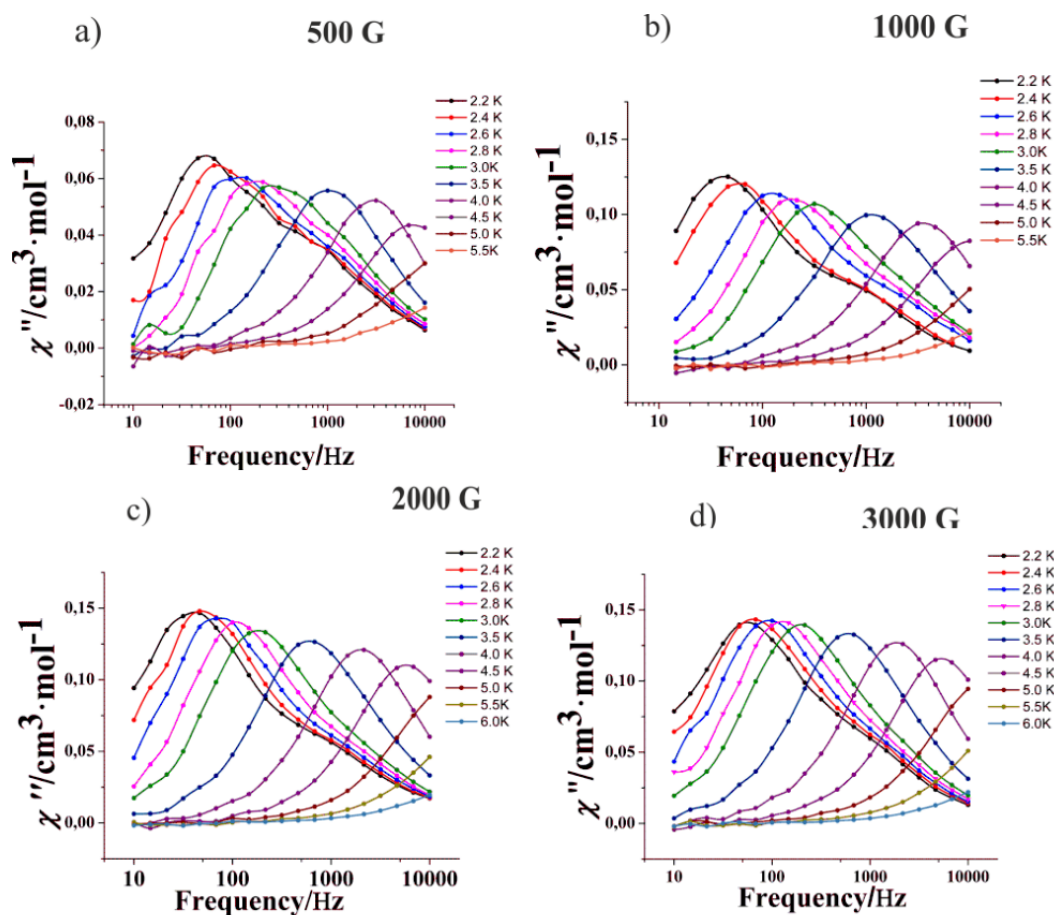 a)
500 G
2.2 K
2.4 K
2.6 K
2.8 K
3.0K
3.5 K
4.0 K
4.5 K
5.0 K
5.5K
0,08
0,06
0,04
0,02
0,00
-0,02
χ''/cm³·mol⁻¹
10
100
1000
10000
Frequency/Hz
b)
1000 G
2.2 K
2.4 K
2.6 K
2.8 K
3.0K
3.5 K
4.0 K
4.5 K
5.0 K
5.5K
0,15
0,10
0,05
0,00
χ''/cm³·mol⁻¹
10
100
1000
10000
Frequency/Hz
c)
2000 G
2.2 K
2.4 K
2.6 K
2.8 K
3.0K
3.5 K
4.0 K
4.5 K
5.0 K
5.5K
6.0K
0,15
0,10
0,05
0,00
χ''/cm³·mol⁻¹
10
100
1000
10000
Frequency/Hz
d)
3000 G
2.2 K
2.4 K
2.6 K
2.8 K
3.0K
3.5 K
4.0 K
4.5 K
5.0 K
5.5K
6.0K
0,15
0,10
0,05
0,00
χ''/cm³·mol⁻¹
10
100
1000
10000
Frequency/Hz